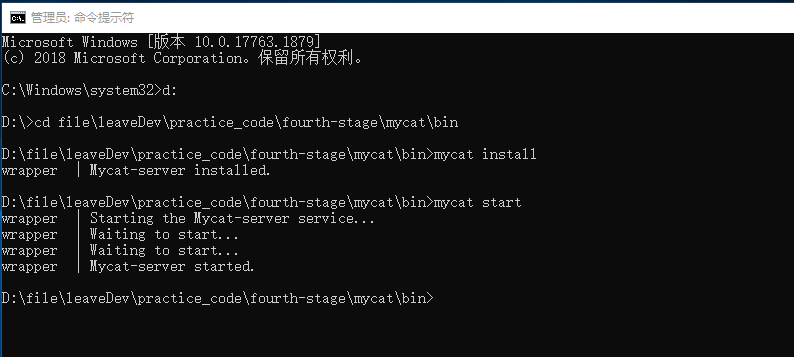 管理员: 命令提示符
Microsoft Windows [版本 10.0.17763.1879]
(c) 2018 Microsoft Corporation。保留所有权利。
C:\Windows\system32>d:
D:\>cd file\leaveDev\practice_code\fourth-stage\mycat\bin
D:\file\leaveDev\practice_code\fourth-stage\mycat\bin>mycat install
wrapper  | Mycat-server installed.
D:\file\leaveDev\practice_code\fourth-stage\mycat\bin>mycat start
wrapper  | Starting the Mycat-server service...
wrapper  | Waiting to start...
wrapper  | Waiting to start...
wrapper  | Mycat-server started.
D:\file\leaveDev\practice_code\fourth-stage\mycat\bin>